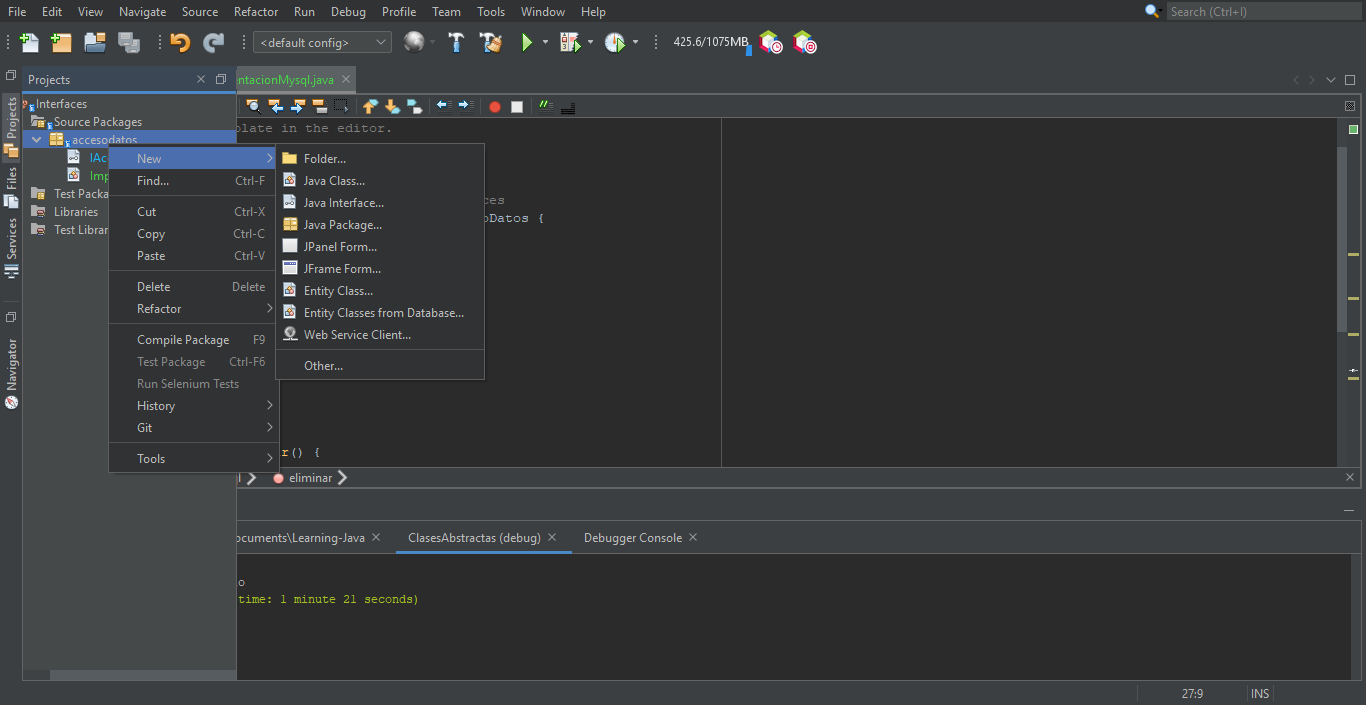 File Edit View Navigate Source Refactor Run Debug Profile Team Tools Window Help
Search (Ctrl+I)
<default config>
425.6/1075MB
Projects
ntacionMysql.java
Projects
Files
Services
Navigator
Interfaces
Source Packages
accesodatos
IAc
Imp
Test Packa
Libraries
Test Librar
New
Find... Ctrl-F
Cut Ctrl-X
Copy Ctrl-C
Paste Ctrl-V
Delete Delete
Refactor
Compile Package F9
Test Package Ctrl-F6
Run Selenium Tests
History
Git
Tools
Folder...
Java Class...
Java Interface...
Java Package...
JPanel Form...
JFrame Form...
Entity Class...
Entity Classes from Database...
Web Service Client...
Other...
plate in the editor.
ces
oDatos {
r() {
l
eliminar
ocuments\Learning-Java
ClasesAbstractas (debug)
Debugger Console
o
time: 1 minute 21 seconds)
27:9
INS